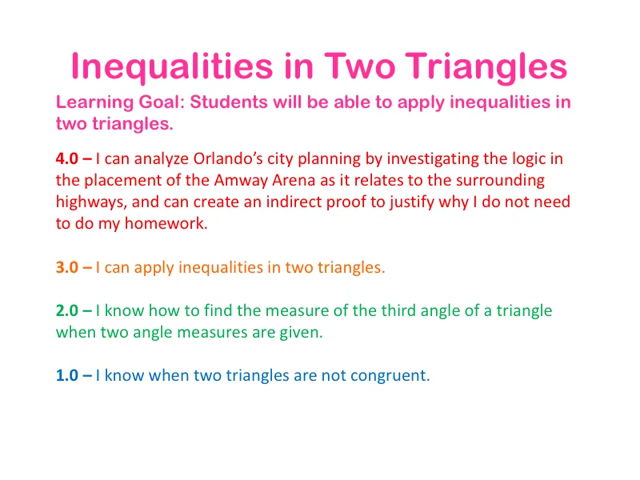 Inequalities in Two Triangles
Learning Goal: Students will be able to apply inequalities in
two triangles.
4.0 – I can analyze Orlando’s city planning by investigating the logic in
the placement of the Amway Arena as it relates to the surrounding
highways, and can create an indirect proof to justify why I do not need
to do my homework.
3.0 – I can apply inequalities in two triangles.
2.0 – I know how to find the measure of the third angle of a triangle
when two angle measures are given.
1.0 – I know when two triangles are not congruent.